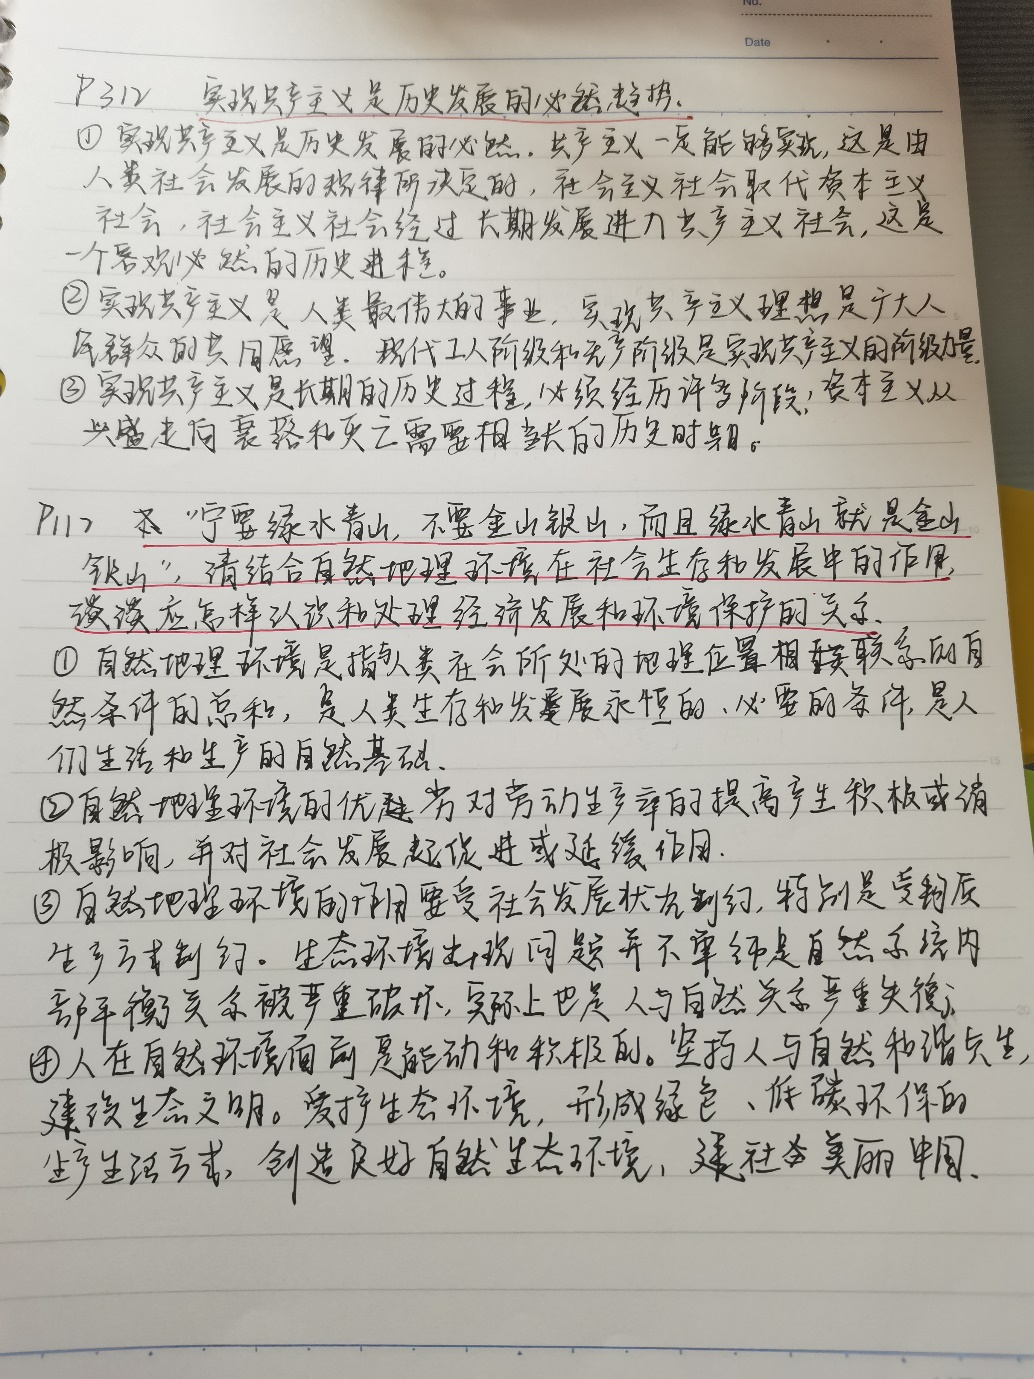 No.
Date
P312 实现共产主义是历史发展的必然趋势.
① 实现共产主义是历史发展的必然. 共产主义一定能够实现, 这是由
人类社会发展的规律所决定的, 社会主义社会取代资本主义
社会, 社会主义社会经过长期发展进入共产主义社会, 这是
一个客观必然的历史进程。
② 实现共产主义是人类最伟大的事业, 实现共产主义理想是广大人
民群众的共同愿望. 现代工人阶级和无产阶级是实现共产主义的阶级力量.
③ 实现共产主义是长期的历史过程, 必须经历许多阶段; 资本主义从
兴盛走向衰落和灭亡需要相当长的历史时期。
P117 "宁要绿水青山, 不要金山银山, 而且绿水青山就是金山
银山", 请结合自然地理环境在社会生存和发展中的作用,
谈谈应怎样认识和处理经济发展和环境保护的关系.
① 自然地理环境是指与人类社会所处的地理位置相联系的自
然条件的总和, 是人类生存和发展永恒的、必要的条件, 是人
们生活和生产的自然基础.
② 自然地理环境的优劣对劳动生产率的提高产生积极或消
极影响, 并对社会发展起促进或延缓作用.
③ 自然地理环境的作用要受社会发展状况制约, 特别是受物质
生产方式制约。生态环境出现问题并不单纯是自然系统内
部平衡关系被严重破坏, 实际上也是人与自然关系严重失衡;
④ 人在自然环境面前是能动和积极的。坚持人与自然和谐共生,
建设生态文明。爱护生态环境, 形成绿色、低碳环保的
生产生活方式, 创造良好自然生态环境, 建社会美丽中国.